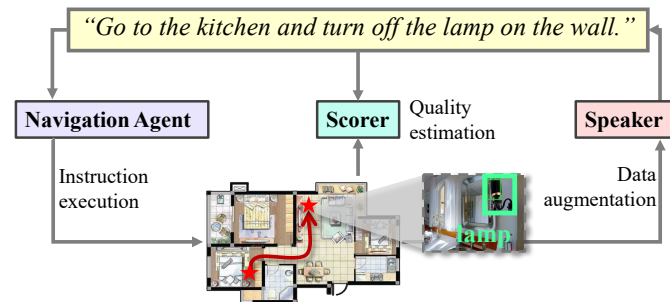 “Go to the kitchen and turn off the lamp on the wall.”
Navigation Agent
Scorer
Quality
estimation
Speaker
Instruction
execution
Data
augmentation
lamp